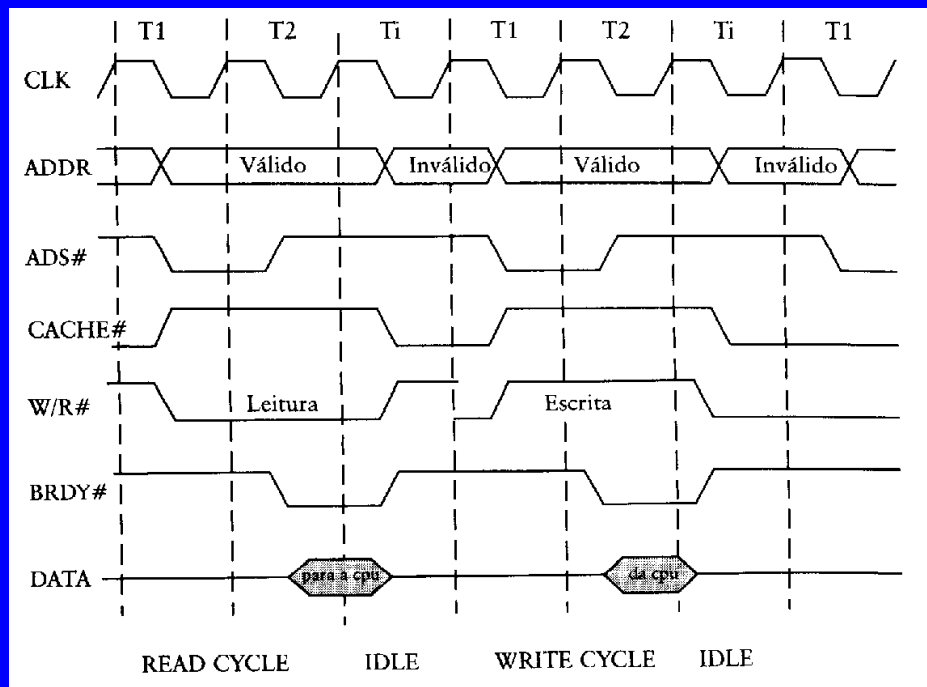 T1 T2 Ti T1 T2 Ti T1
CLK
ADDR Válido Inválido Válido Inválido
ADS#
CACHE#
W/R# Leitura Escrita
BRDY#
DATA para a cpu da cpu
READ CYCLE IDLE WRITE CYCLE IDLE